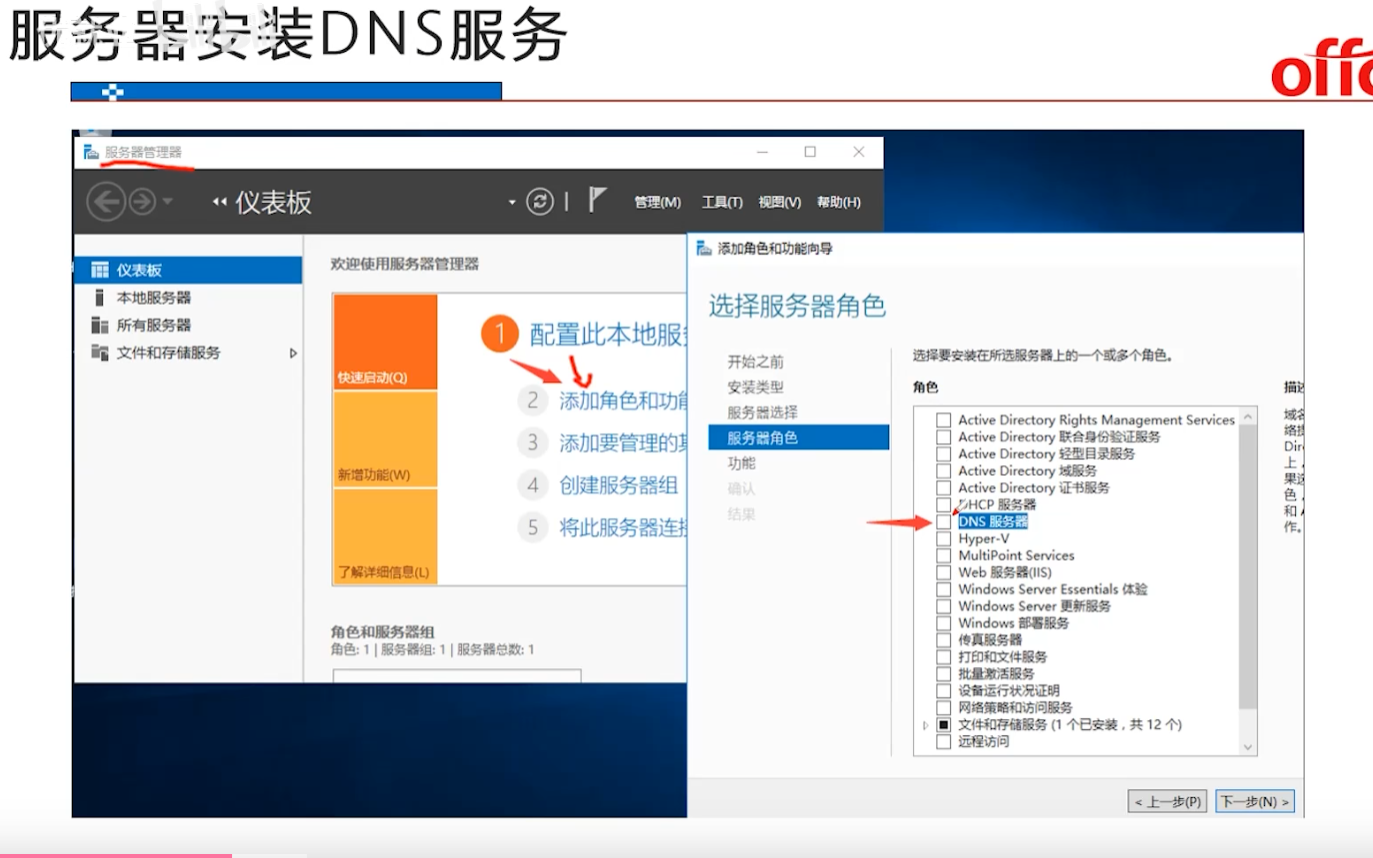 服务器安装DNS服务
offc
服务器管理器
仪表板
管理(M) 工具(T) 视图(V) 帮助(H)
仪表板
本地服务器
所有服务器
文件和存储服务
欢迎使用服务器管理器
快速启动(Q)
新增功能(W)
了解详细信息(L)
1 配置此本地服务
2 添加角色和功能
3 添加要管理的其
4 创建服务器组
5 将此服务器连接
角色和服务器组
角色: 1 | 服务器组: 1 | 服务器总数: 1
添加角色和功能向导
选择服务器角色
开始之前
安装类型
服务器选择
服务器角色
功能
确认
结果
选择要安装在所选服务器上的一个或多个角色。
角色
Active Directory Rights Management Services
Active Directory 联合身份验证服务
Active Directory 轻型目录服务
Active Directory 域服务
Active Directory 证书服务
DHCP 服务器
DNS 服务器
Hyper-V
MultiPoint Services
Web 服务器(IIS)
Windows Server Essentials 体验
Windows Server 更新服务
Windows 部署服务
传真服务器
打印和文件服务
批量激活服务
设备运行状况证明
网络策略和访问服务
文件和存储服务 (1 个已安装，共 12 个)
远程访问
描述
域名
络提
Dire
上，
果选
色，
和 A
作。
< 上一步(P)
下一步(N) >